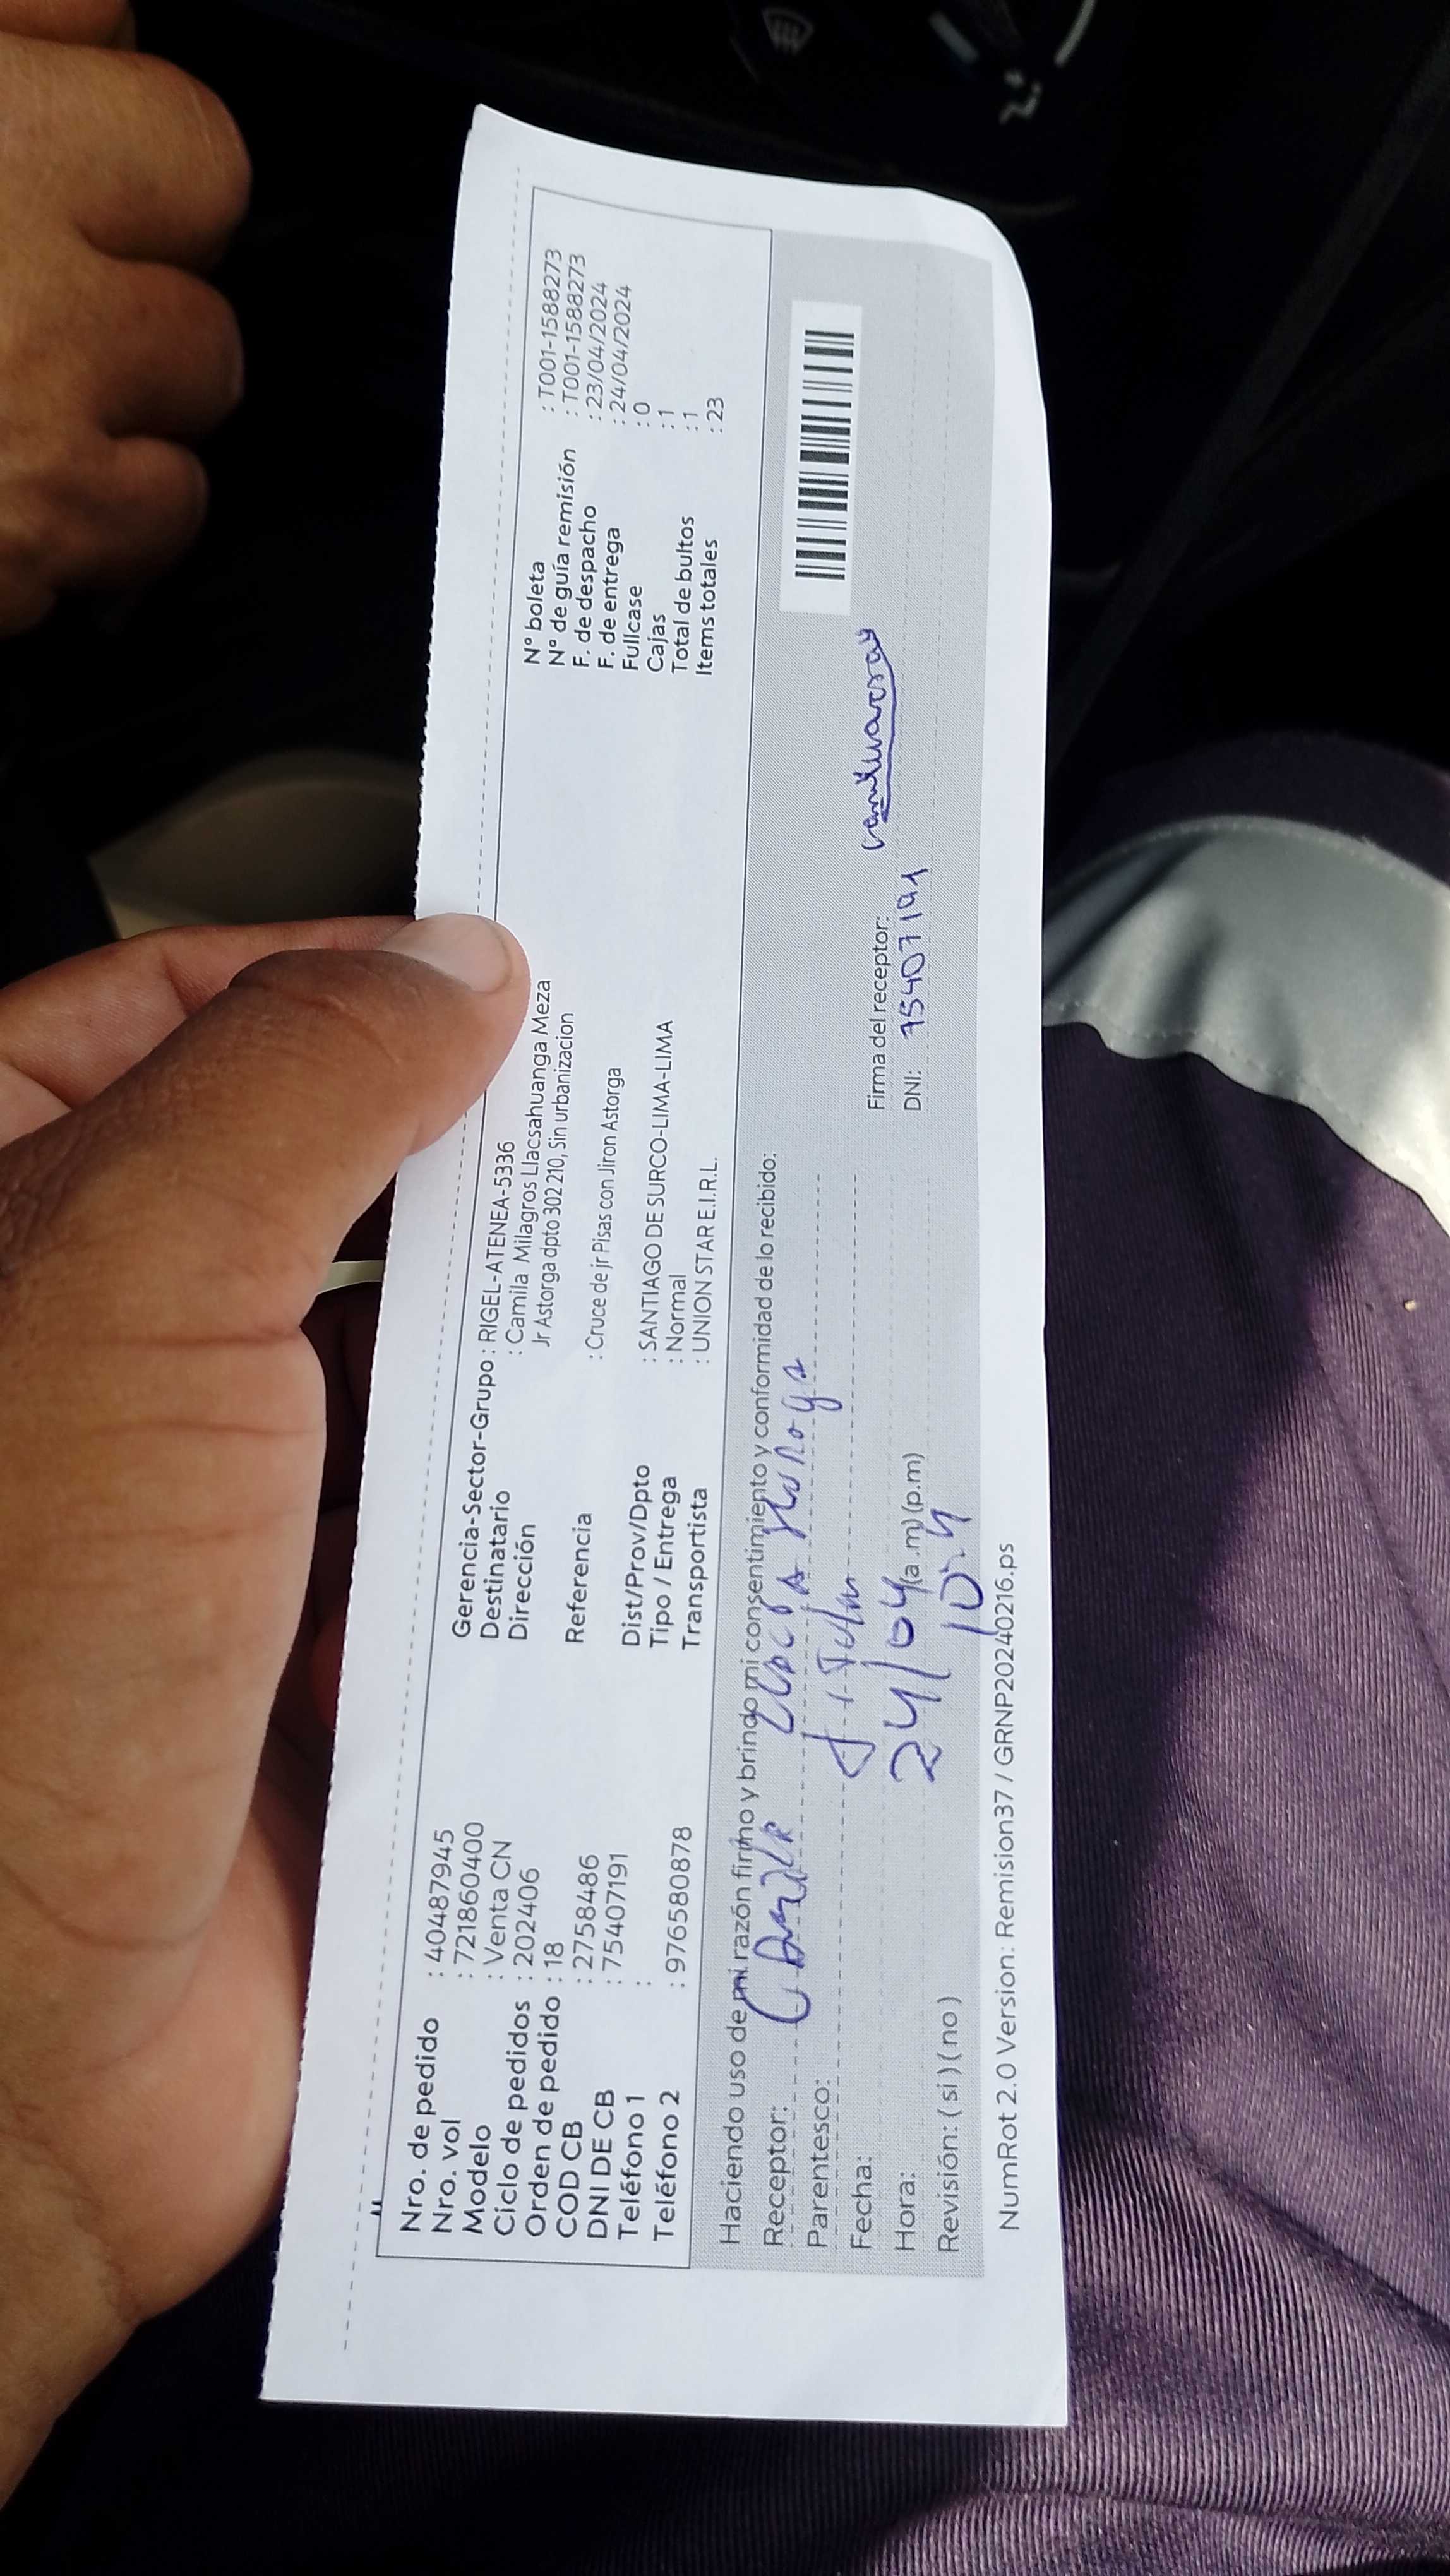 Nro. de pedido : 40487945
Nro. vol : 721860400
Modelo : Venta CN
Ciclo de pedidos : 202406
Orden de pedido : 18
COD CB : 2758486
DNI DE CB : 75407191
Teléfono 1 :
Teléfono 2 : 976580878
Gerencia-Sector-Grupo : RIGEL-ATENEA-5336
Destinatario : Camila Milagros Llacsahuanga Meza
Dirección Jr Astorga dpto 302 210, Sin urbanizacion
Referencia : Cruce de jr Pisas con Jiron Astorga
Dist/Prov/Dpto : SANTIAGO DE SURCO-LIMA-LIMA
Tipo / Entrega : Normal
Transportista : UNION STAR E.I.R.L.
N° boleta : T001-1588273
N° de guía remisión : T001-1588273
F. de despacho : 23/04/2024
F. de entrega : 24/04/2024
Fullcase : 0
Cajas : 1
Total de bultos : 1
Items totales : 23
Haciendo uso de mi razón firmo y brindo mi consentimiento y conformidad de lo recibido:
Receptor: Camila
Parentesco:
Fecha: 24/04
Hora: (a.m) (p.m)
Revisión: ( si ) ( no )
Firma del receptor:
DNI: 75407191
NumRot 2.0 Version: Remision37 / GRNP20240216.ps